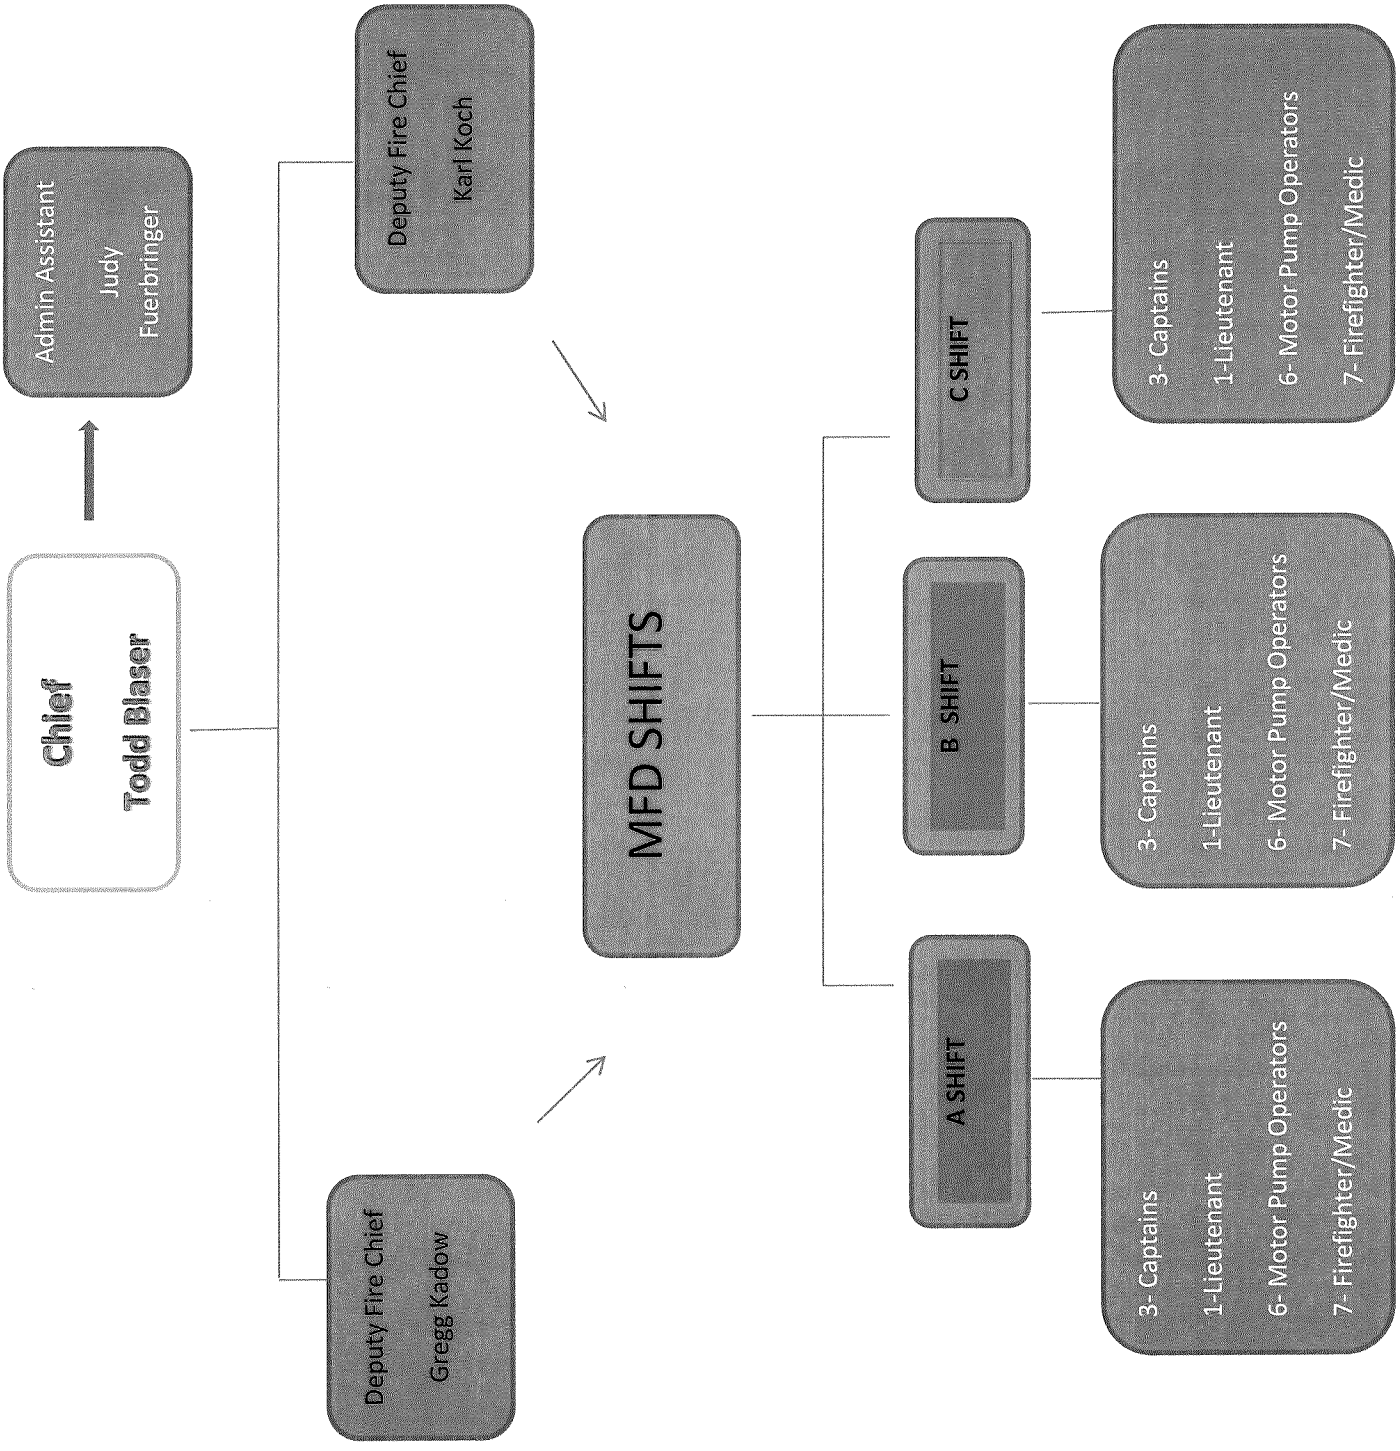 Chief
Todd Blaser
Admin Assistant
Judy
Fuerbringer
Deputy Fire Chief
Gregg Kadow
Deputy Fire Chief
Karl Koch
MFD SHIFTS
A SHIFT
B SHIFT
C SHIFT
3- Captains
1-Lieutenant
6- Motor Pump Operators
7- Firefighter/Medic
3- Captains
1-Lieutenant
6- Motor Pump Operators
7- Firefighter/Medic
3- Captains
1-Lieutenant
6- Motor Pump Operators
7- Firefighter/Medic